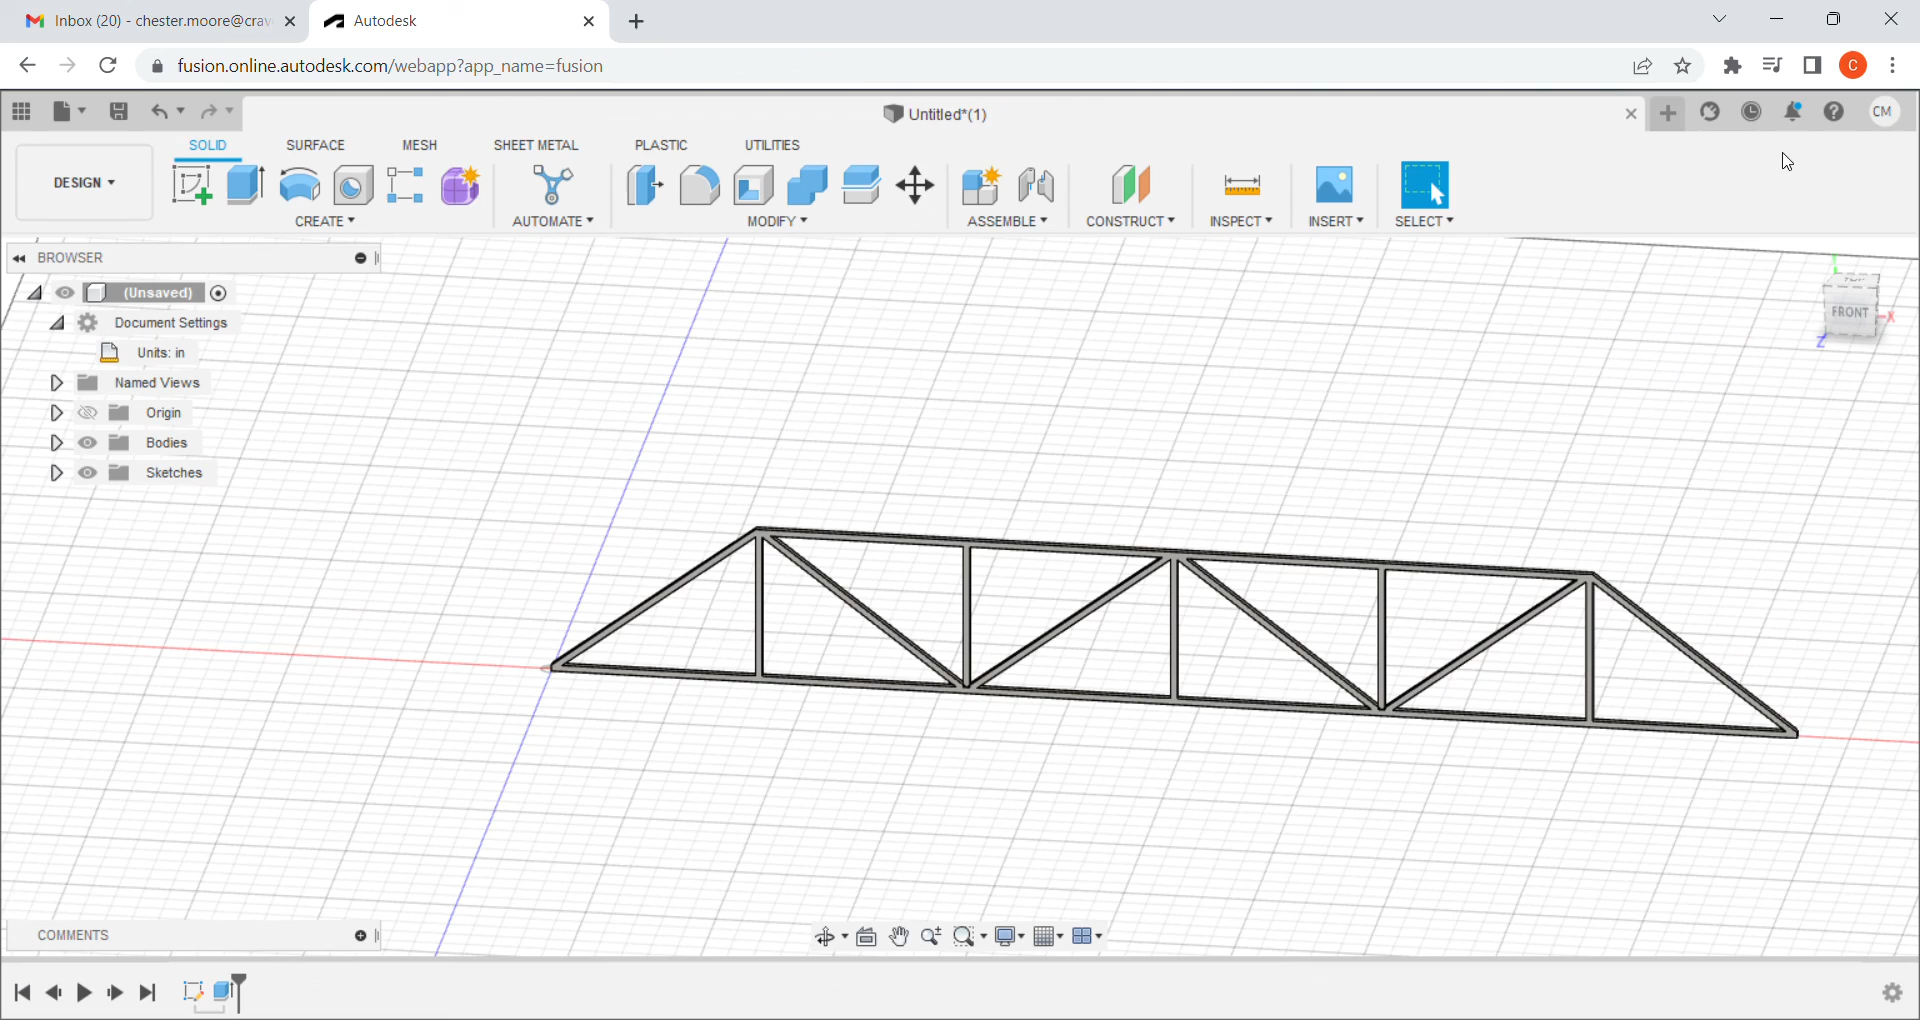 Inbox (20) - chester.moore@crav
Autodesk
fusion.online.autodesk.com/webapp?app_name=fusion
C
Untitled*(1)
CM
SOLID
SURFACE
MESH
SHEET METAL
PLASTIC
UTILITIES
DESIGN
CREATE
AUTOMATE
MODIFY
ASSEMBLE
CONSTRUCT
INSPECT
INSERT
SELECT
BROWSER
(Unsaved)
Document Settings
Units: in
Named Views
Origin
Bodies
Sketches
TOP
FRONT
X
Z
COMMENTS